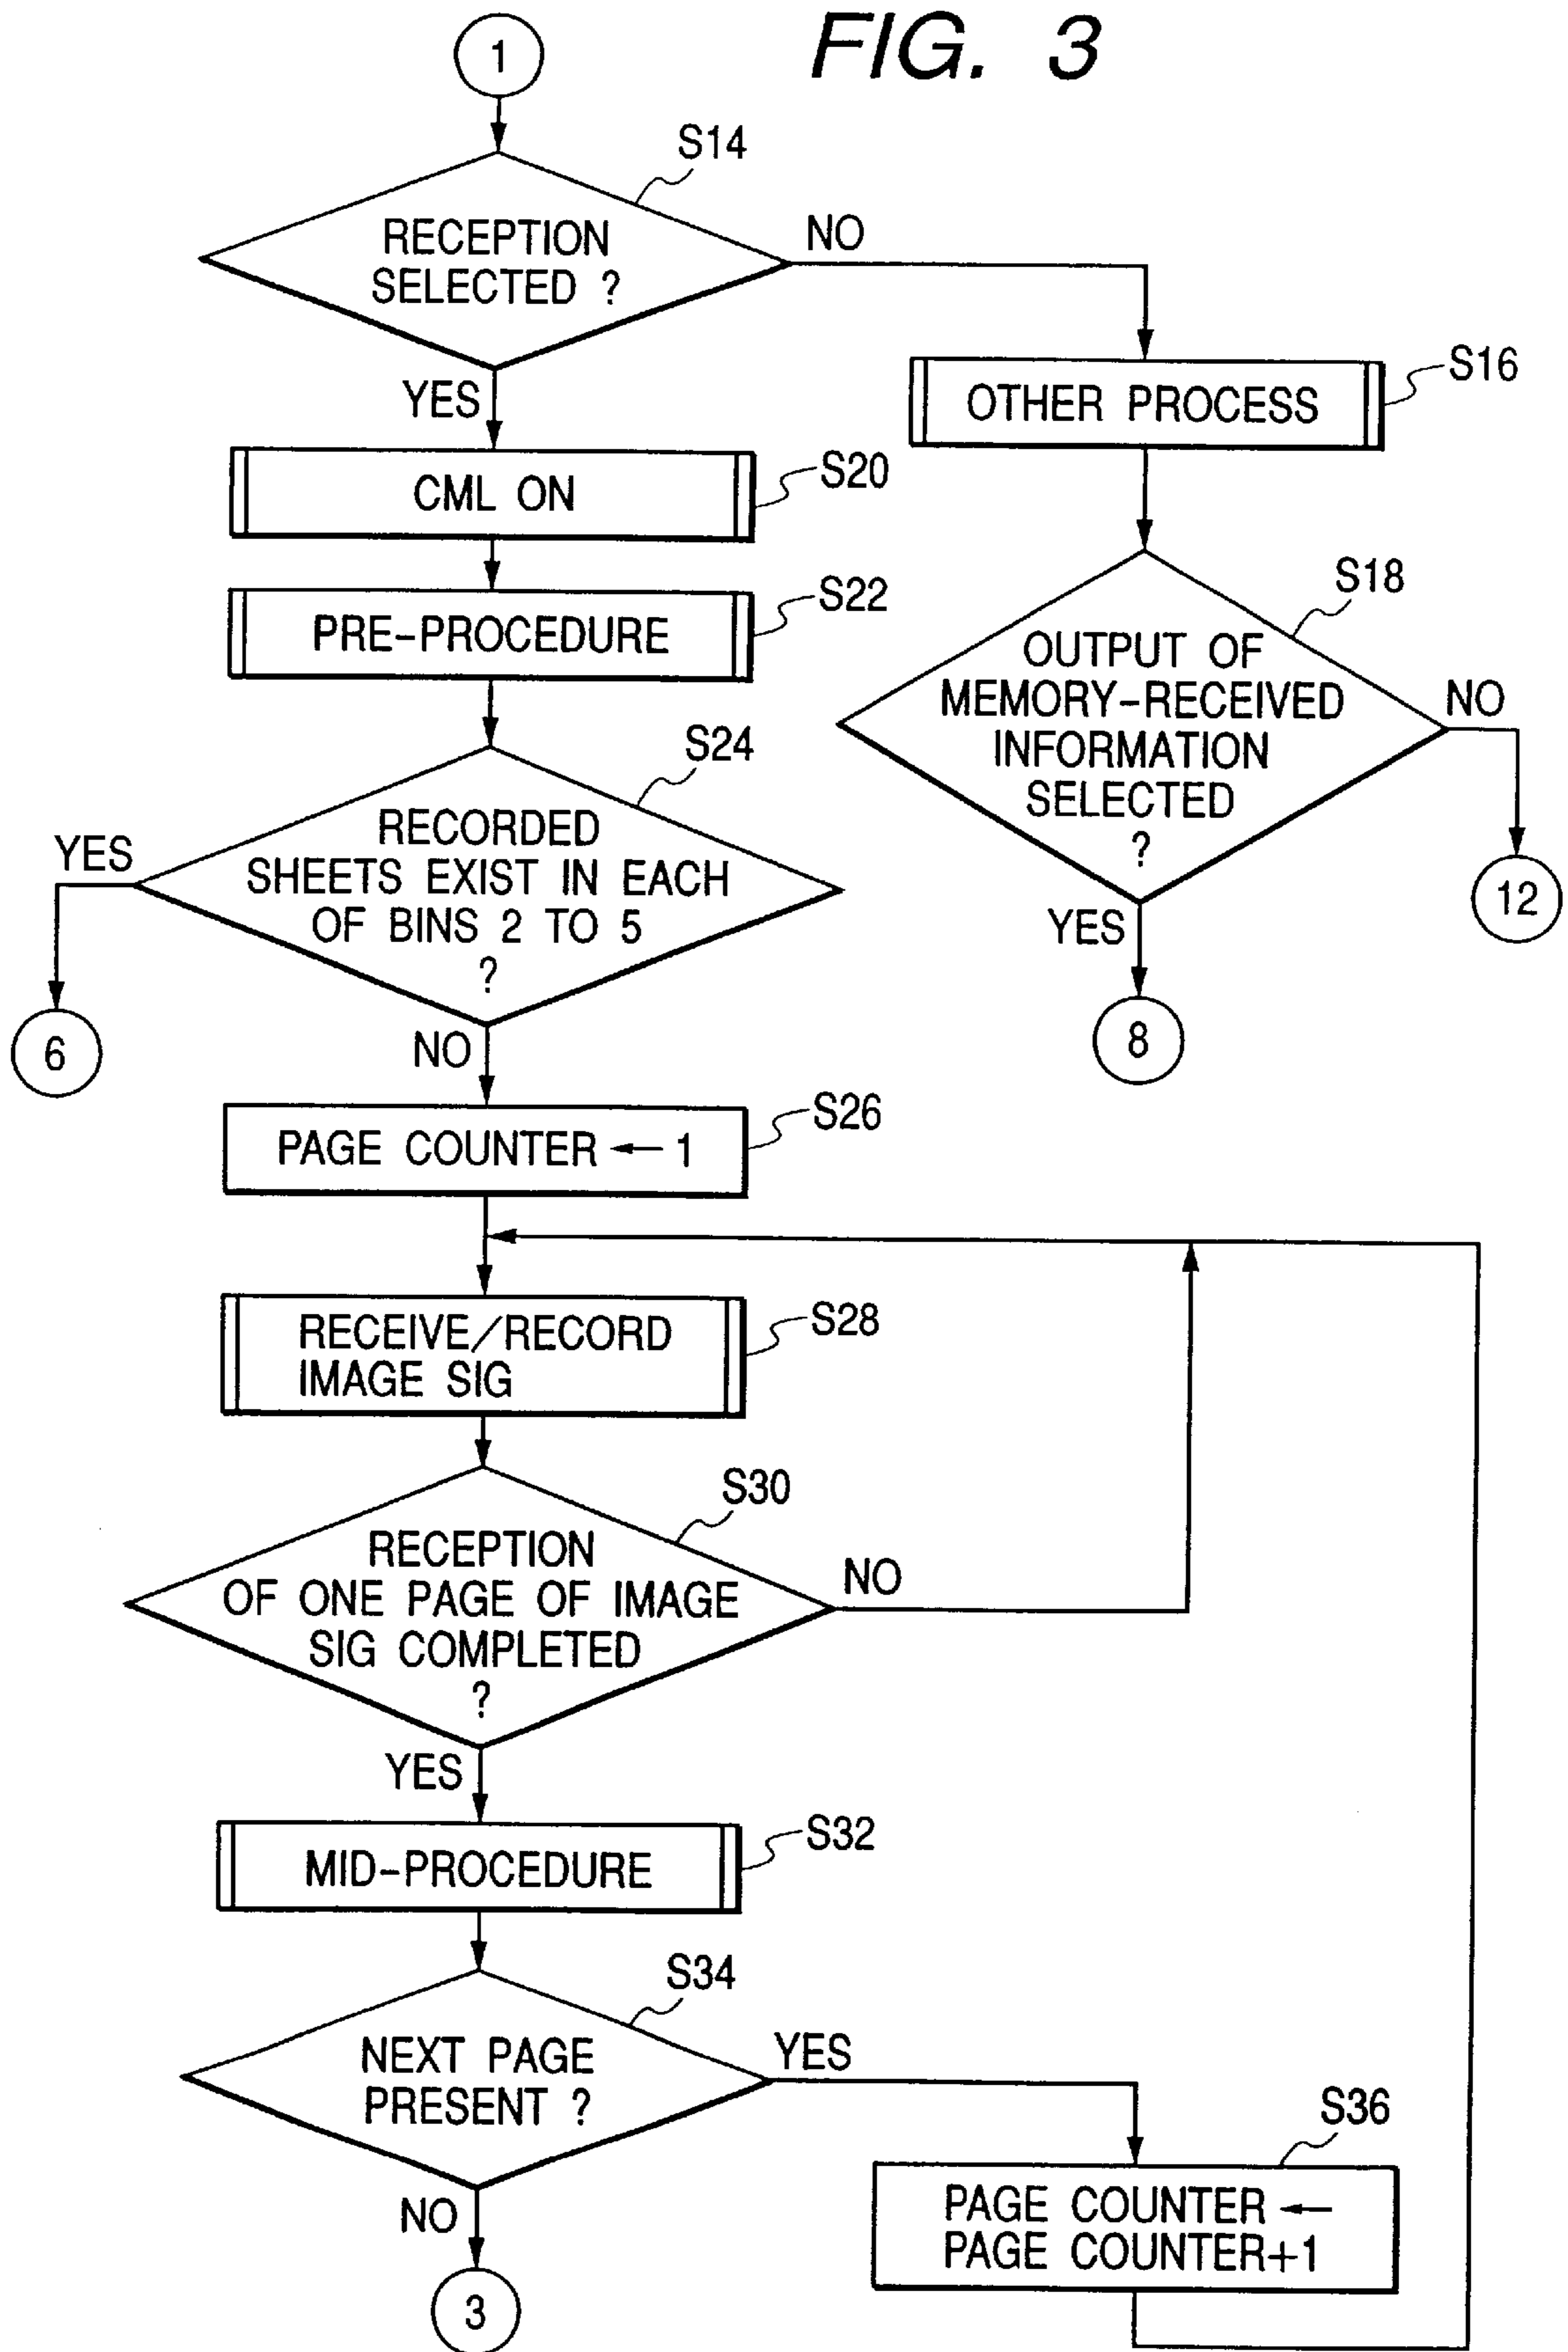 FIG. 3
1
S14
RECEPTION
SELECTED ?
NO
YES
S16
OTHER PROCESS
S20
CML ON
S22
PRE-PROCEDURE
S18
OUTPUT OF
MEMORY-RECEIVED
INFORMATION
SELECTED
?
NO
12
YES
8
S24
RECORDED
SHEETS EXIST IN EACH
OF BINS 2 TO 5
?
YES
6
NO
S26
PAGE COUNTER ← 1
S28
RECEIVE/RECORD
IMAGE SIG
S30
RECEPTION
OF ONE PAGE OF IMAGE
SIG COMPLETED
?
NO
YES
S32
MID-PROCEDURE
S34
NEXT PAGE
PRESENT ?
YES
S36
PAGE COUNTER ←
PAGE COUNTER+1
NO
3